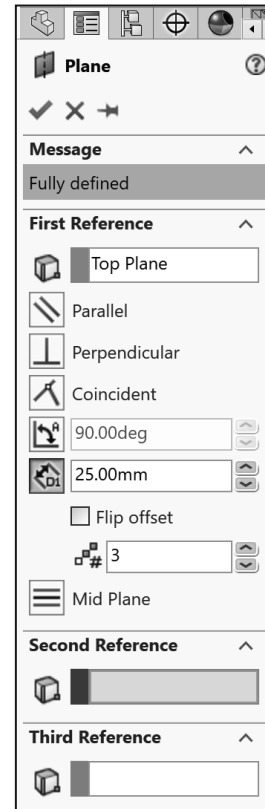 Plane
?
Message
Fully defined
First Reference
Top Plane
Parallel
Perpendicular
Coincident
A
90.00deg
D1
25.00mm
Flip offset
# 3
Mid Plane
Second Reference
Third Reference